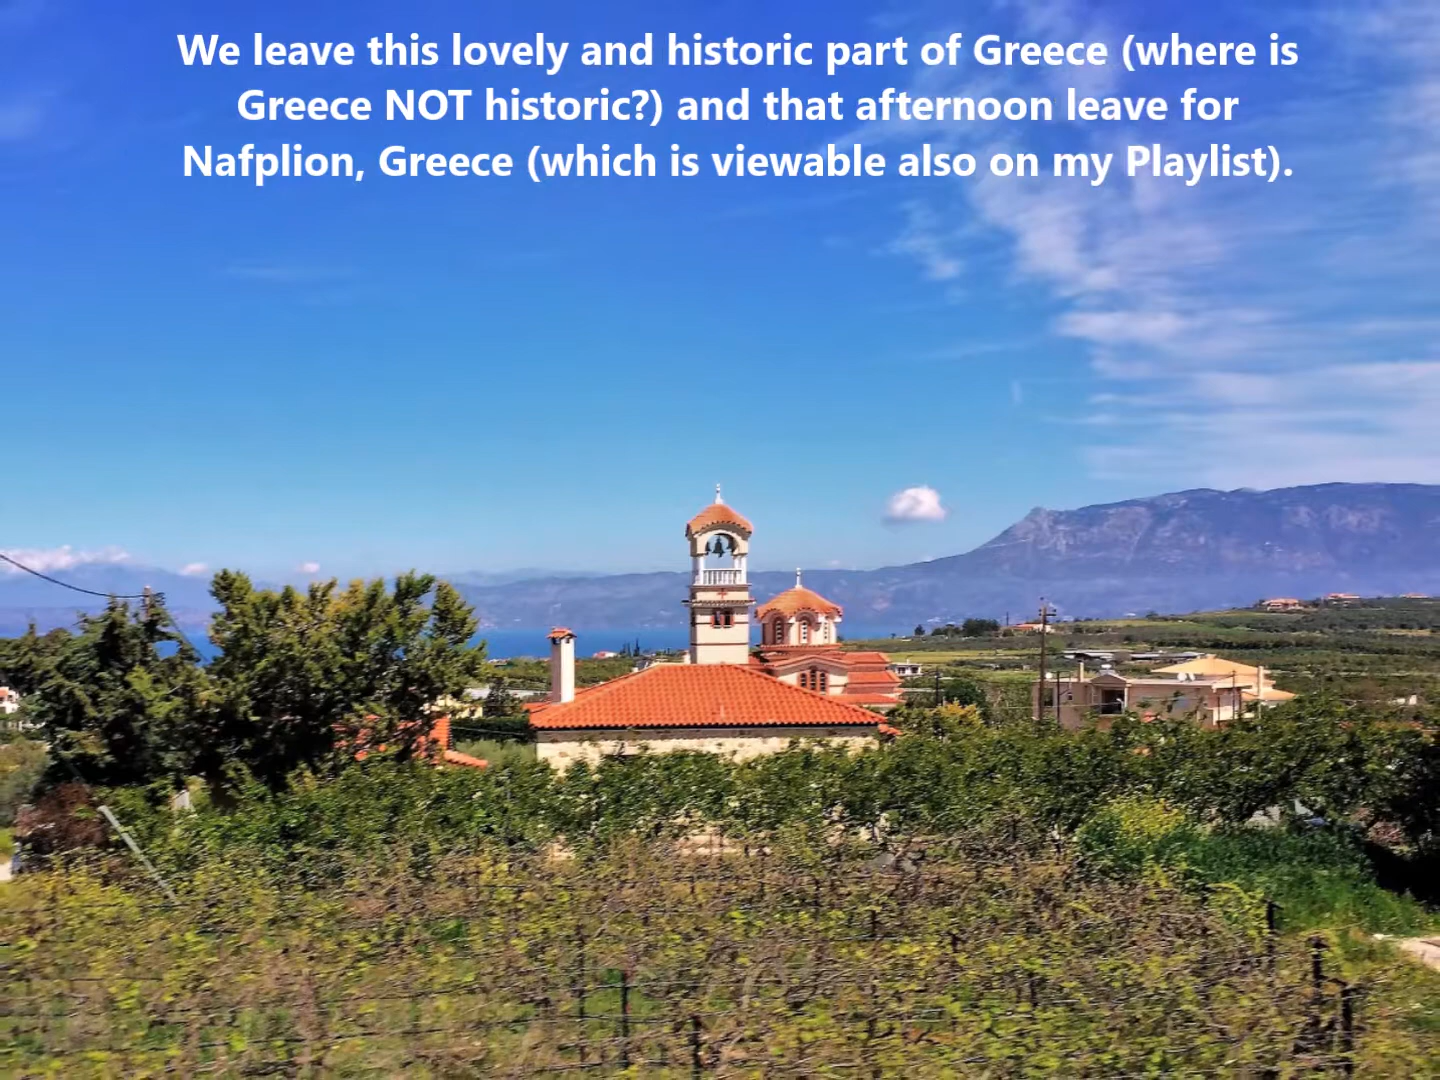 We leave this lovely and historic part of Greece (where is
Greece NOT historic?) and that afternoon leave for
Nafplion, Greece (which is viewable also on my Playlist).